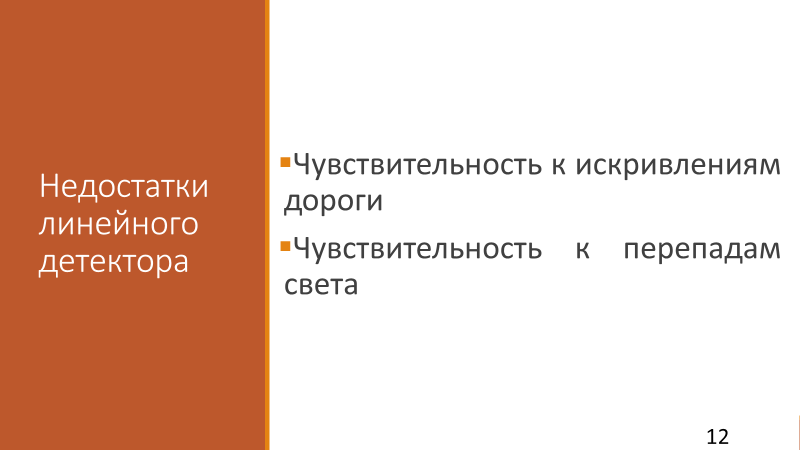 Недостатки
линейного
детектора
▪Чувствительность к искривлениям
дороги
▪Чувствительность к перепадам
света
12